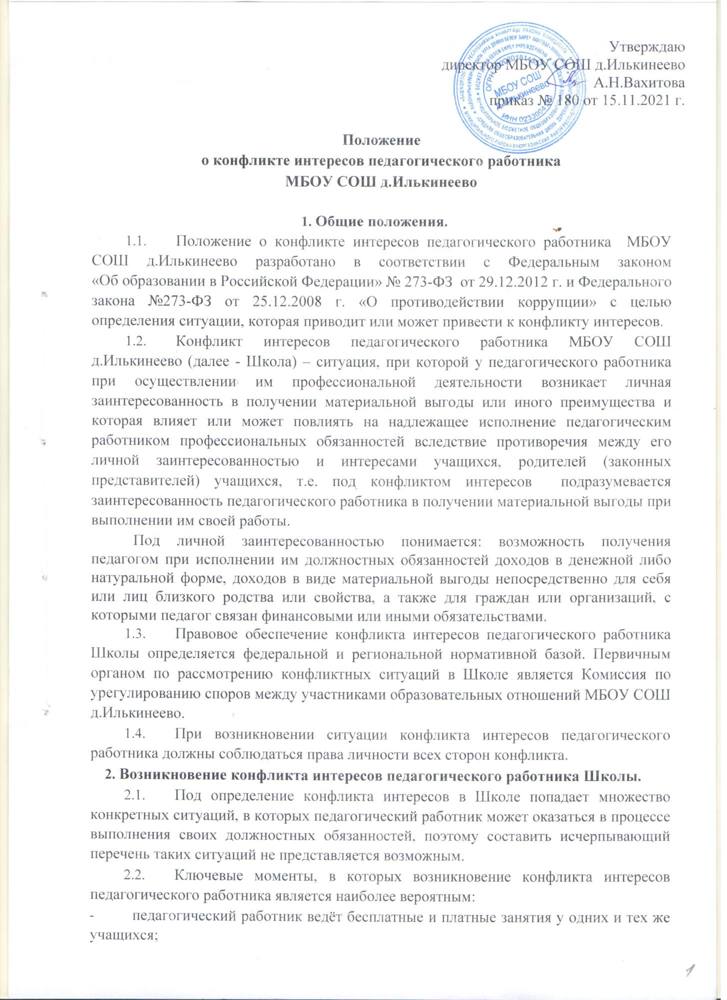 Утверждаю
директор МБОУ СОШ д.Илькинеево
А.Н.Вахитова
приказ № 180 от 15.11.2021 г.
МБОУ СОШ
д.Илькинеево
Положение
о конфликте интересов педагогического работника
МБОУ СОШ д.Илькинеево
1. Общие положения.
1.1. Положение о конфликте интересов педагогического работника МБОУ
СОШ д.Илькинеево разработано в соответствии с Федеральным законом
«Об образовании в Российской Федерации» № 273-ФЗ от 29.12.2012 г. и Федерального
закона №273-ФЗ от 25.12.2008 г. «О противодействии коррупции» с целью
определения ситуации, которая приводит или может привести к конфликту интересов.
1.2. Конфликт интересов педагогического работника МБОУ СОШ
д.Илькинеево (далее - Школа) – ситуация, при которой у педагогического работника
при осуществлении им профессиональной деятельности возникает личная
заинтересованность в получении материальной выгоды или иного преимущества и
которая влияет или может повлиять на надлежащее исполнение педагогическим
работником профессиональных обязанностей вследствие противоречия между его
личной заинтересованностью и интересами учащихся, родителей (законных
представителей) учащихся, т.е. под конфликтом интересов подразумевается
заинтересованность педагогического работника в получении материальной выгоды при
выполнении им своей работы.
Под личной заинтересованностью понимается: возможность получения
педагогом при исполнении им должностных обязанностей доходов в денежной либо
натуральной форме, доходов в виде материальной выгоды непосредственно для себя
или лиц близкого родства или свойства, а также для граждан или организаций, с
которыми педагог связан финансовыми или иными обязательствами.
1.3. Правовое обеспечение конфликта интересов педагогического работника
Школы определяется федеральной и региональной нормативной базой. Первичным
органом по рассмотрению конфликтных ситуаций в Школе является Комиссия по
урегулированию споров между участниками образовательных отношений МБОУ СОШ
д.Илькинеево.
1.4. При возникновении ситуации конфликта интересов педагогического
работника должны соблюдаться права личности всех сторон конфликта.
2. Возникновение конфликта интересов педагогического работника Школы.
2.1. Под определение конфликта интересов в Школе попадает множество
конкретных ситуаций, в которых педагогический работник может оказаться в процессе
выполнения своих должностных обязанностей, поэтому составить исчерпывающий
перечень таких ситуаций не представляется возможным.
2.2. Ключевые моменты, в которых возникновение конфликта интересов
педагогического работника является наиболее вероятным:
- педагогический работник ведёт бесплатные и платные занятия у одних и тех же
учащихся;
1